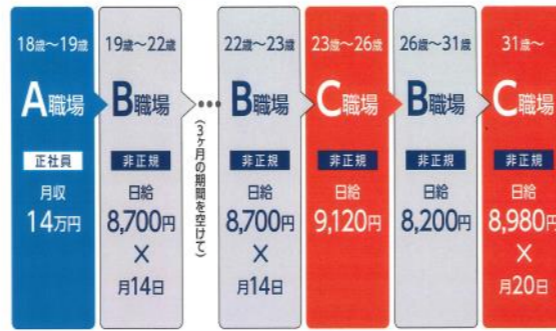 18歳～19歳
A職場
正社員
月収
14万円
19歳～22歳
B職場
非正規
日給
8,700円
×
月14日
•••
(3ヶ月の期間を空けて)
22歳～23歳
B職場
非正規
日給
8,700円
×
月14日
23歳～26歳
C職場
非正規
日給
9,120円
26歳～31歳
B職場
非正規
日給
8,200円
31歳～
C職場
非正規
日給
8,980円
×
月20日